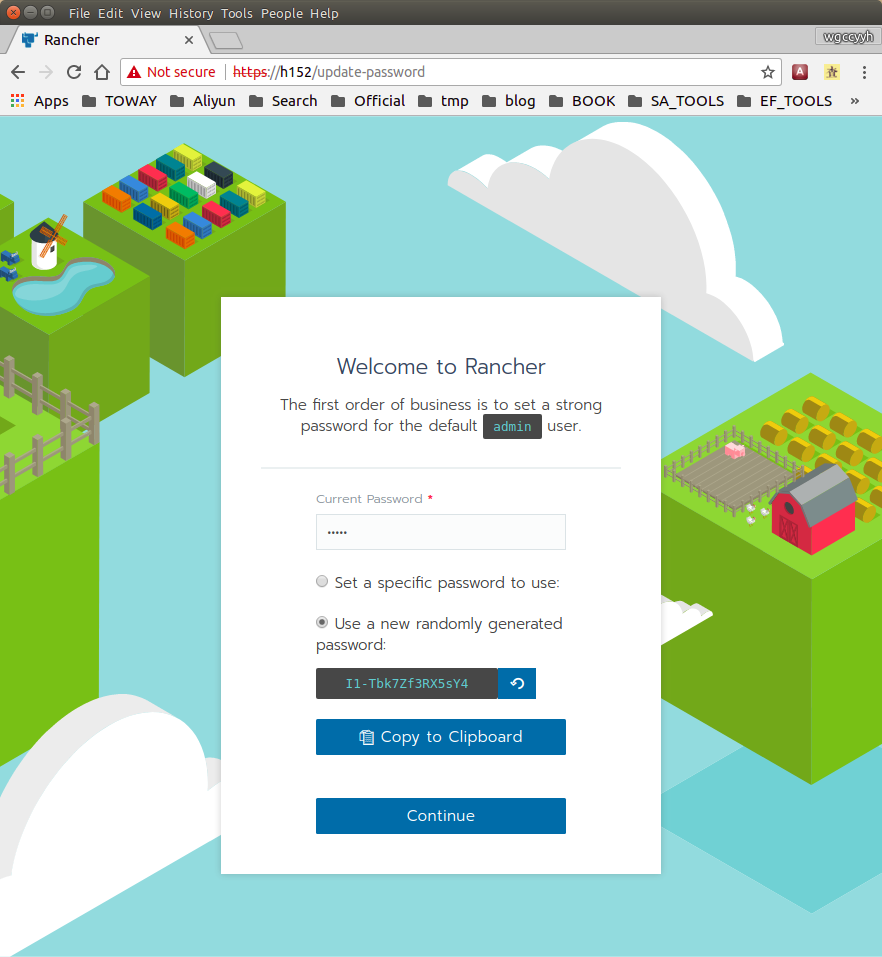 File Edit View History Tools People Help
Rancher
wgccyyh
Not secure https://h152/update-password
Apps TOWAY Aliyun Search Official tmp blog BOOK SA_TOOLS EF_TOOLS »
Welcome to Rancher
The first order of business is to set a strong
password for the default admin user.
Current Password *
•••••
Set a specific password to use:
Use a new randomly generated
password:
I1-Tbk7Zf3RX5sY4
Copy to Clipboard
Continue